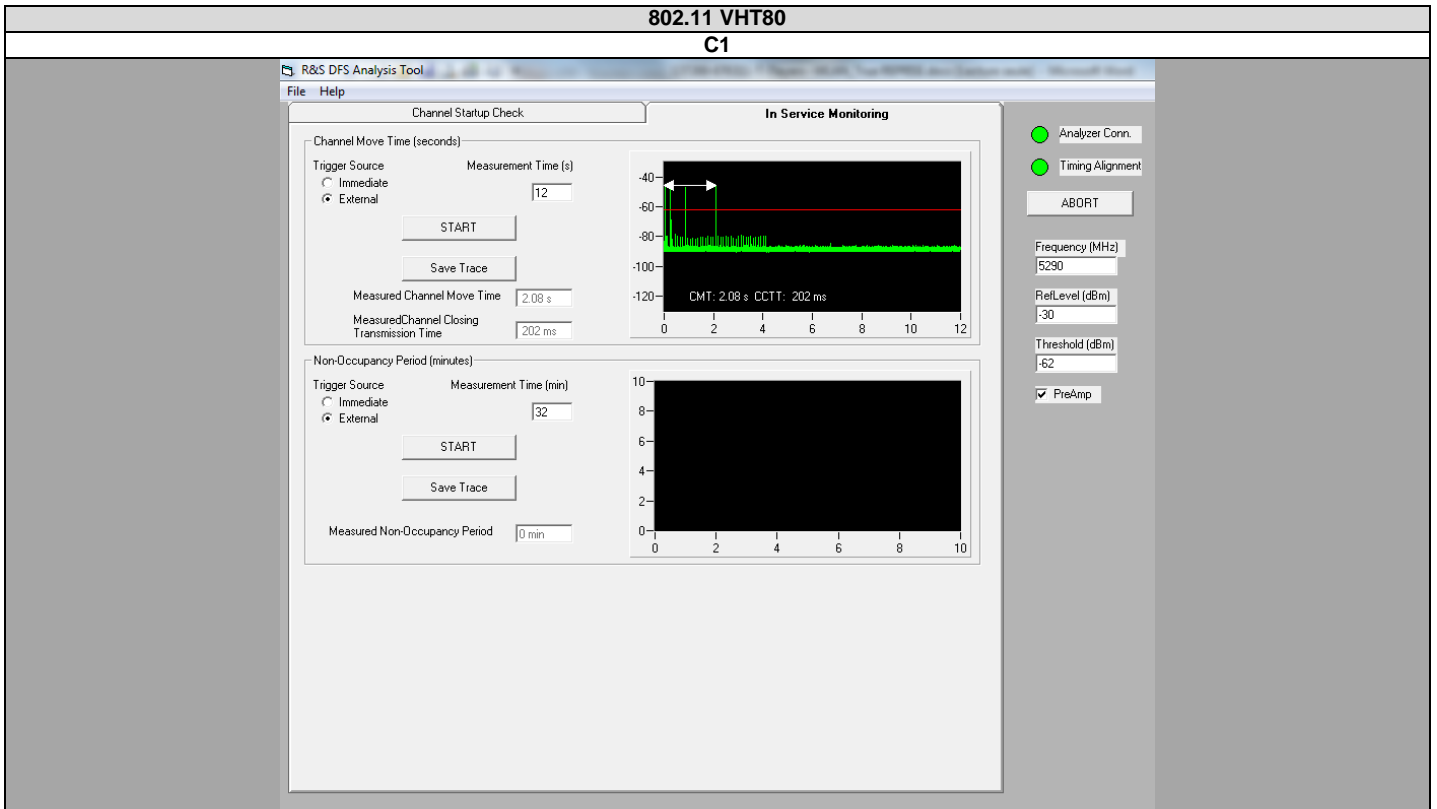 802.11 VHT80
C1
R&S DFS Analysis Tool
File Help
Channel Startup Check
In Service Monitoring
Channel Move Time (seconds)
Trigger Source
Measurement Time (s)
Immediate
External
12
START
Save Trace
Measured Channel Move Time
2.08 s
MeasuredChannel Closing
Transmission Time
202 ms
-40
-60
-80
-100
-120
CMT: 2.08 s CCTT: 202 ms
0 2 4 6 8 10 12
Non-Occupancy Period (minutes)
Trigger Source
Measurement Time (min)
Immediate
External
32
START
Save Trace
Measured Non-Occupancy Period
0 min
10
8
6
4
2
0
0 2 4 6 8 10
Analyzer Conn.
Timing Alignment
ABORT
Frequency (MHz)
5290
RefLevel (dBm)
-30
Threshold (dBm)
-62
PreAmp